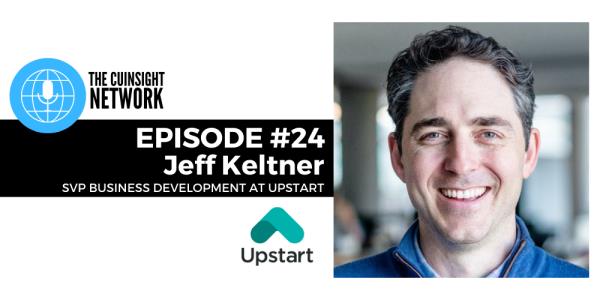 THE CUINSIGHT
NETWORK
EPISODE #24
Jeff Keltner
SVP BUSINESS DEVELOPMENT AT UPSTART
Upstart